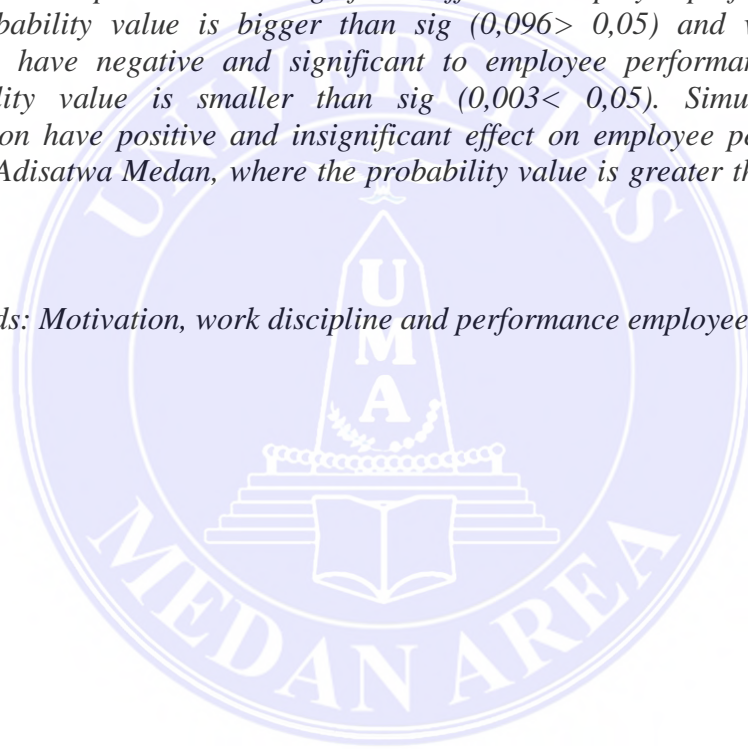 bability value is bigger than sig (0,096> 0,05) and
have negative and significant to employee performan
lity value is smaller than sig (0,003< 0,05). Simu
on have positive and insignificant effect on employee pe
Adisatwa Medan, where the probability value is greater th
ds: Motivation, work discipline and performance employee
UNIVERSITAS
UMA
MEDAN AREA